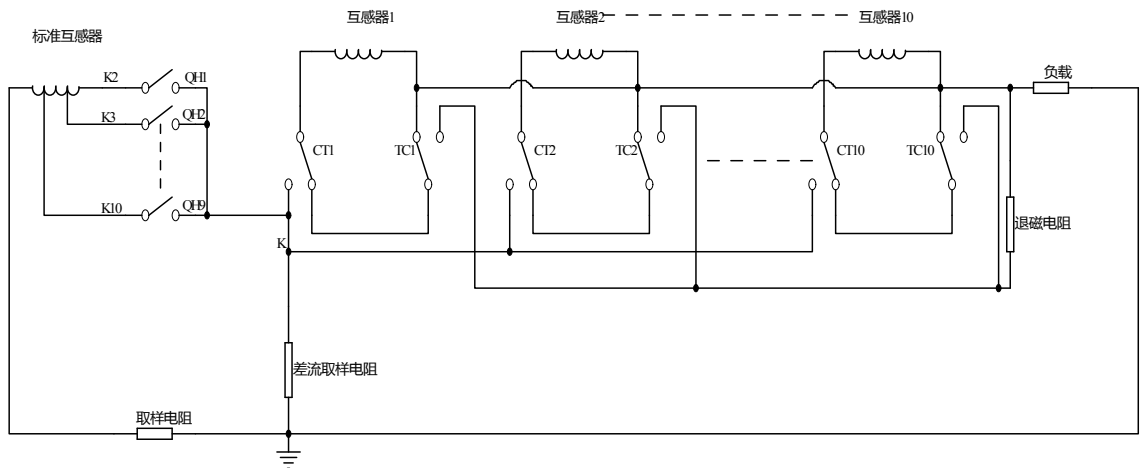 互感器1
互感器2
互感器10
标准互感器
K2
QH1
K3
QH2
K10
QH9
CT1
TC1
CT2
TC2
CT10
TC10
负载
退磁电阻
K
差流取样电阻
取样电阻